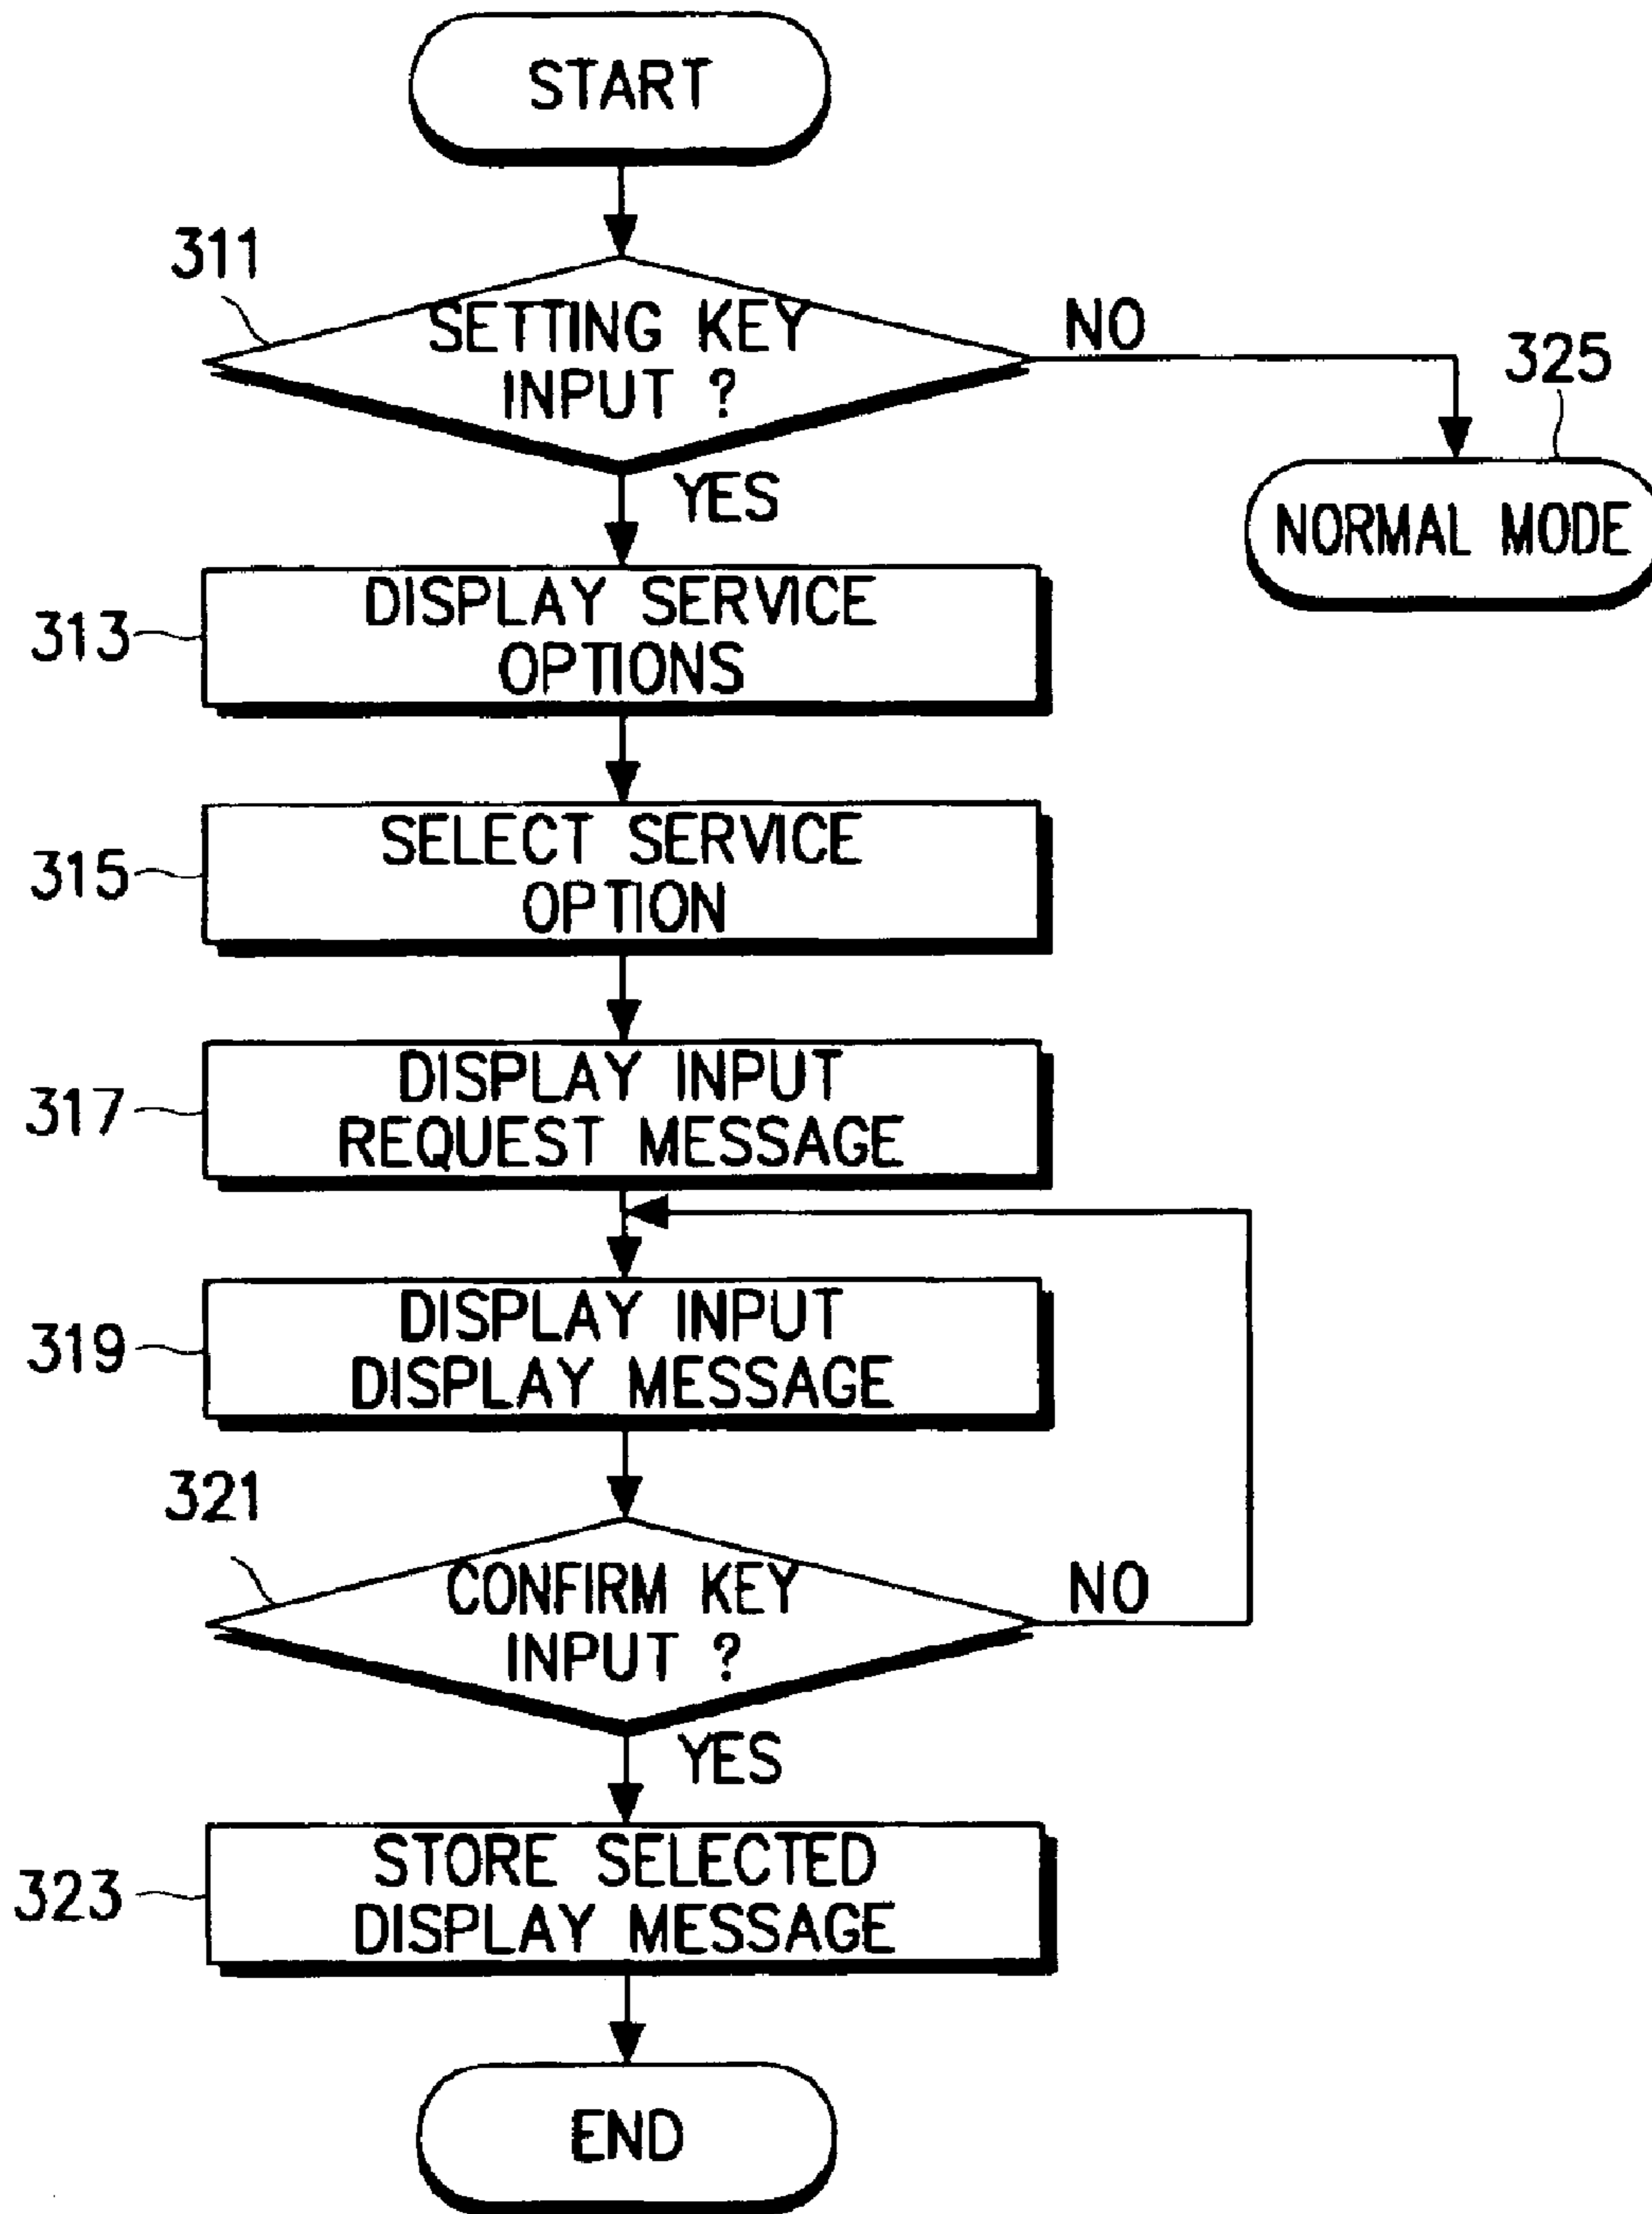 START
311
SETTING KEY
INPUT ?
NO
325
NORMAL MODE
YES
313
DISPLAY SERVICE
OPTIONS
315
SELECT SERVICE
OPTION
317
DISPLAY INPUT
REQUEST MESSAGE
319
DISPLAY INPUT
DISPLAY MESSAGE
321
CONFIRM KEY
INPUT ?
NO
YES
323
STORE SELECTED
DISPLAY MESSAGE
END